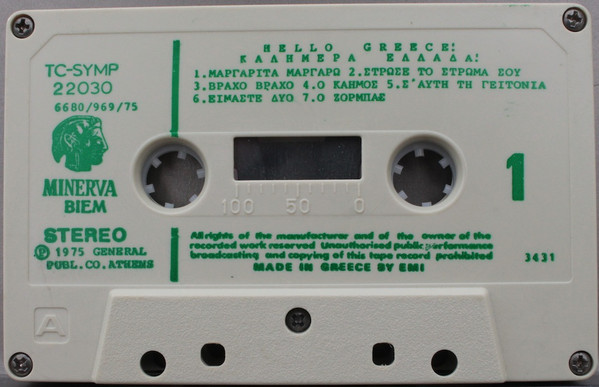 HELLO GREECE!
ΚΑΛΗΜΕΡΑ ΕΛΛΑΔΑ!
TC-SYMP
22030
6680/969/75
1.ΜΑΡΓΑΡΙΤΑ ΜΑΡΓΑΡΩ 2.ΣΤΡΩΣΕ ΤΟ ΣΤΡΩΜΑ ΣΟΥ
3.ΒΡΑΧΟ ΒΡΑΧΟ 4.Ο ΚΑΗΜΟΣ 5.Σ'ΑΥΤΗ ΤΗ ΓΕΙΤΟΝΙΑ
6.ΕΙΜΑΣΤΕ ΔΥΟ 7.Ο ΖΟΡΜΠΑΣ
MINERVA
BIEM
100 50 0
1
STEREO
Ⓟ 1975 GENERAL
PUBL.CO.ATHENS
All rights of the manufacturer and of the owner of the
recorded work reserved Unauthorised public performance
broadcasting and copying of this tape record prohibited
MADE IN GREECE BY EMI
3431
A